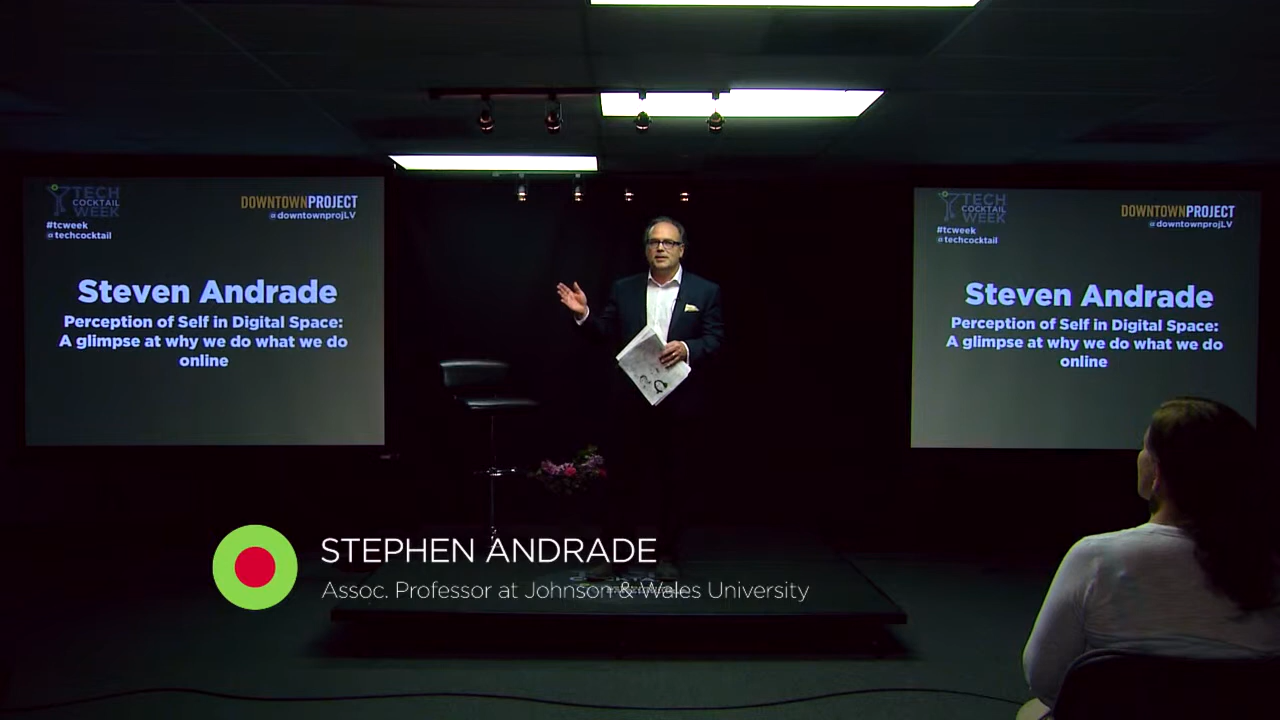 TECH
COCKTAIL
WEEK
#tcweek
@techcocktail
DOWNTOWNPROJECT
@downtownprojLV
Steven Andrade
Perception of Self in Digital Space:
A glimpse at why we do what we do
online
TECH
COCKTAIL
WEEK
#tcweek
@techcocktail
DOWNTOWNPROJECT
@downtownprojLV
Steven Andrade
Perception of Self in Digital Space:
A glimpse at why we do what we do
online
STEPHEN ANDRADE
Assoc. Professor at Johnson & Wales University